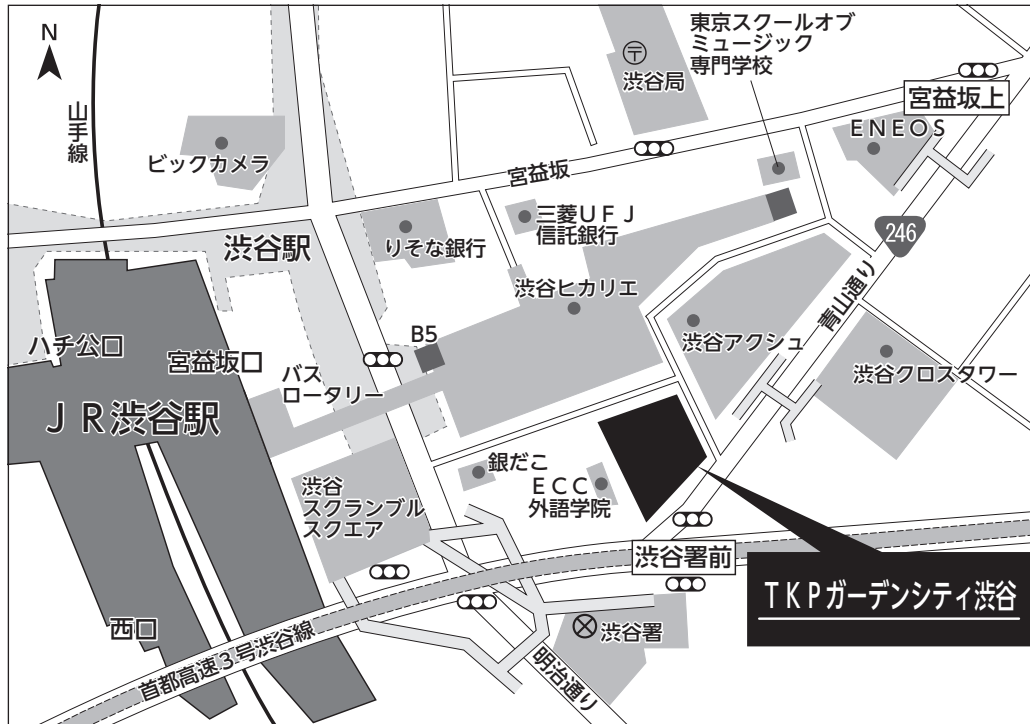 N
山手線
ビックカメラ
〒
渋谷局
東京スクールオブ
ミュージック
専門学校
宮益坂上
ENEOS
宮益坂
三菱UFJ
信託銀行
りそな銀行
渋谷駅
246
渋谷ヒカリエ
青山通り
B5
渋谷アクシュ
渋谷クロスタワー
ハチ公口
宮益坂口
バス
ロータリー
JR渋谷駅
銀だこ
ECC
外語学院
渋谷
スクランブル
スクエア
渋谷署前
TKPガーデンシティ渋谷
西口
渋谷署
首都高速3号渋谷線
明治通り